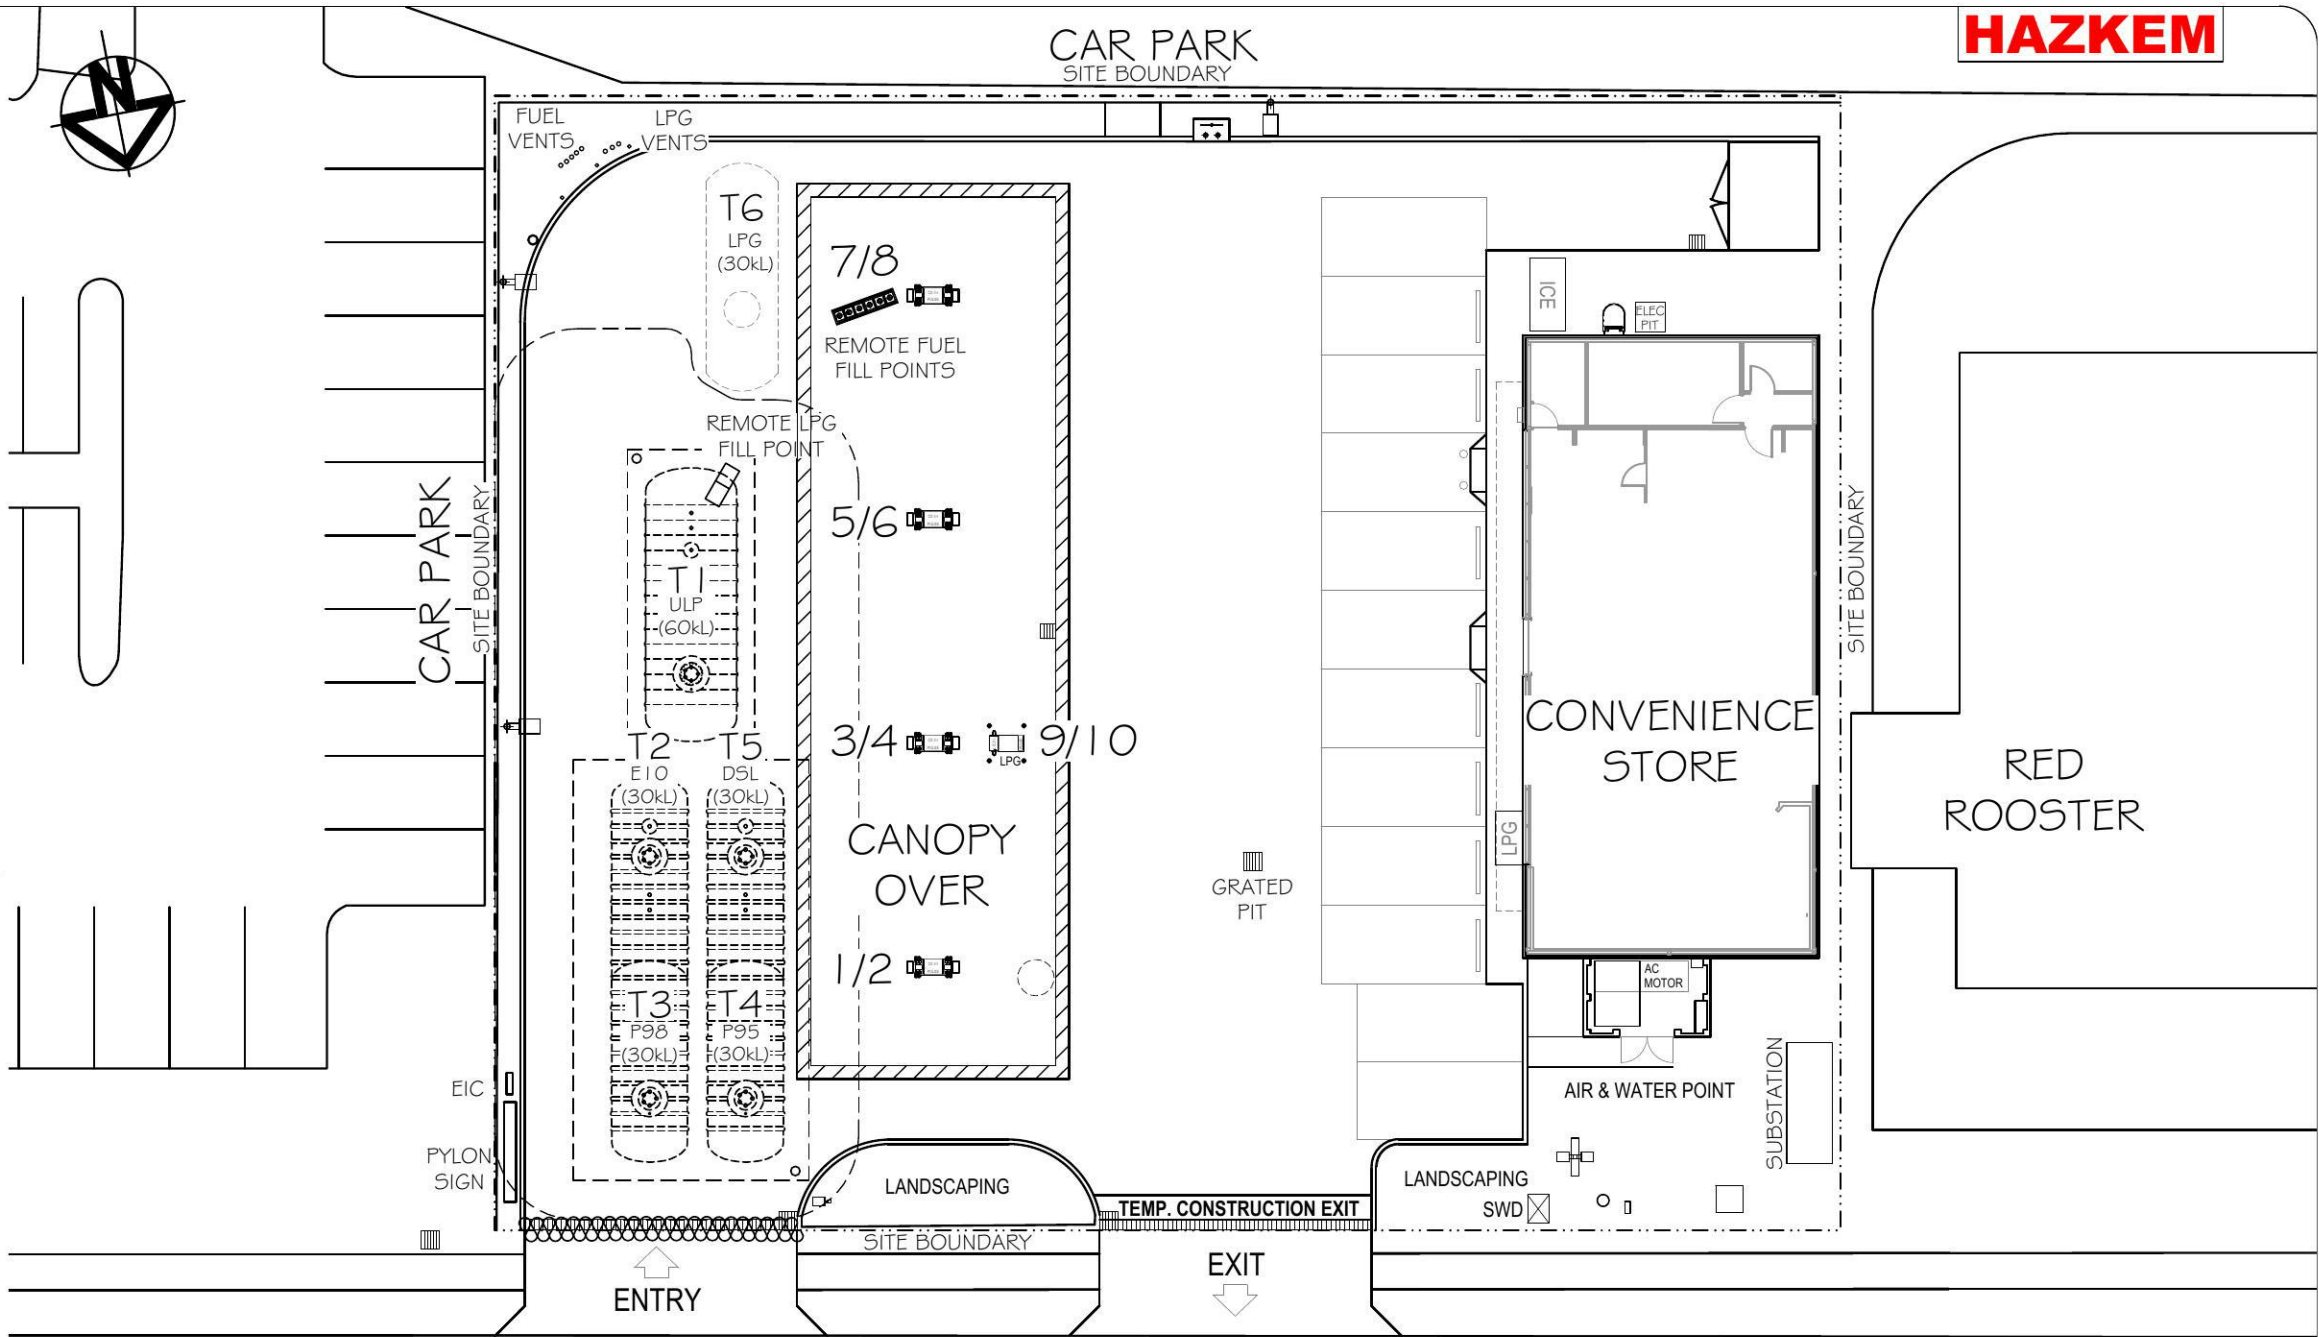 CAR PARK
SITE BOUNDARY
HAZKEM
N
FUEL
VENTS
LPG
VENTS
T6
LPG
(30kL)
7/8
REMOTE FUEL
FILL POINTS
ICE
ELEC
PIT
REMOTE LPG
FILL POINT
CAR PARK
SITE BOUNDARY
5/6
T1
ULP
(60kL)
SITE BOUNDARY
T2
E10
(30kL)
T5
DSL
(30kL)
3/4
LPG
9/10
CONVENIENCE
STORE
RED
ROOSTER
CANOPY
OVER
LPG
GRATED
PIT
1/2
T3
P98
(30kL)
T4
P95
(30kL)
AC
MOTOR
EIC
AIR & WATER POINT
SUBSTATION
PYLON
SIGN
LANDSCAPING
LANDSCAPING
SWD
TEMP. CONSTRUCTION EXIT
SITE BOUNDARY
ENTRY
EXIT